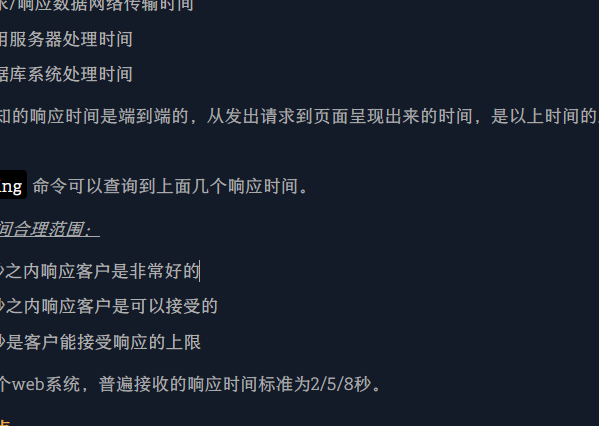 /响应数据网络传输时间
用服务器处理时间
据库系统处理时间
知的响应时间是端到端的，从发出请求到页面呈现出来的时间，是以上时间的
ing 命令可以查询到上面几个响应时间。
间合理范围：
秒之内响应客户是非常好的
秒之内响应客户是可以接受的
秒是客户能接受响应的上限
个web系统，普遍接收的响应时间标准为2/5/8秒。